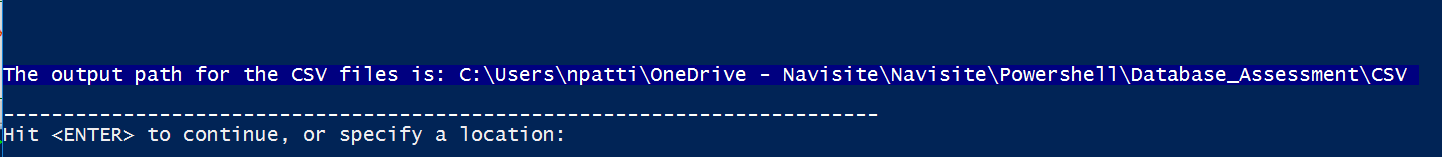 The output path for the CSV files is: C:\Users\npatti\OneDrive - Navisite\Navisite\Powershell\Database_Assessment\CSV
------------------------------------------------------------------------
Hit <ENTER> to continue, or specify a location: